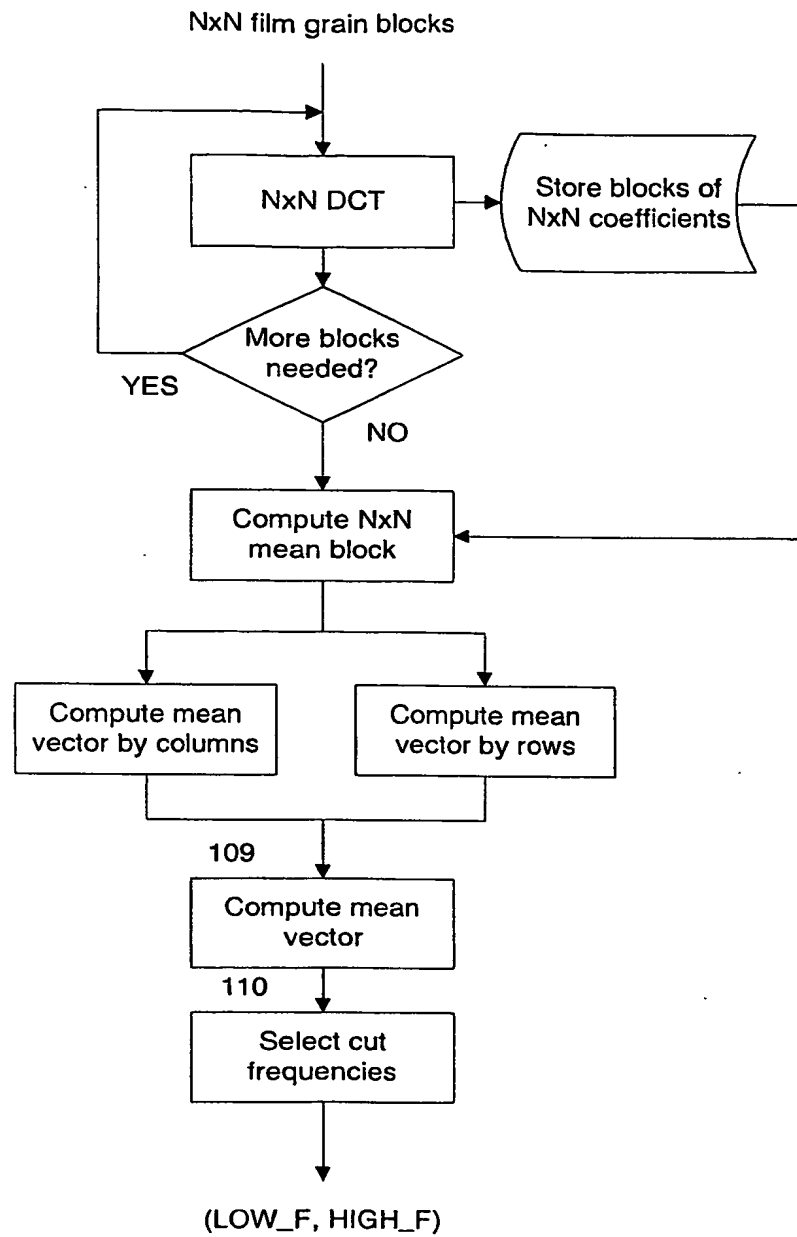 NxN film grain blocks
NxN DCT
Store blocks of
NxN coefficients
More blocks
needed?
YES
NO
Compute NxN
mean block
Compute mean
vector by columns
Compute mean
vector by rows
109
Compute mean
vector
110
Select cut
frequencies
(LOW_F, HIGH_F)